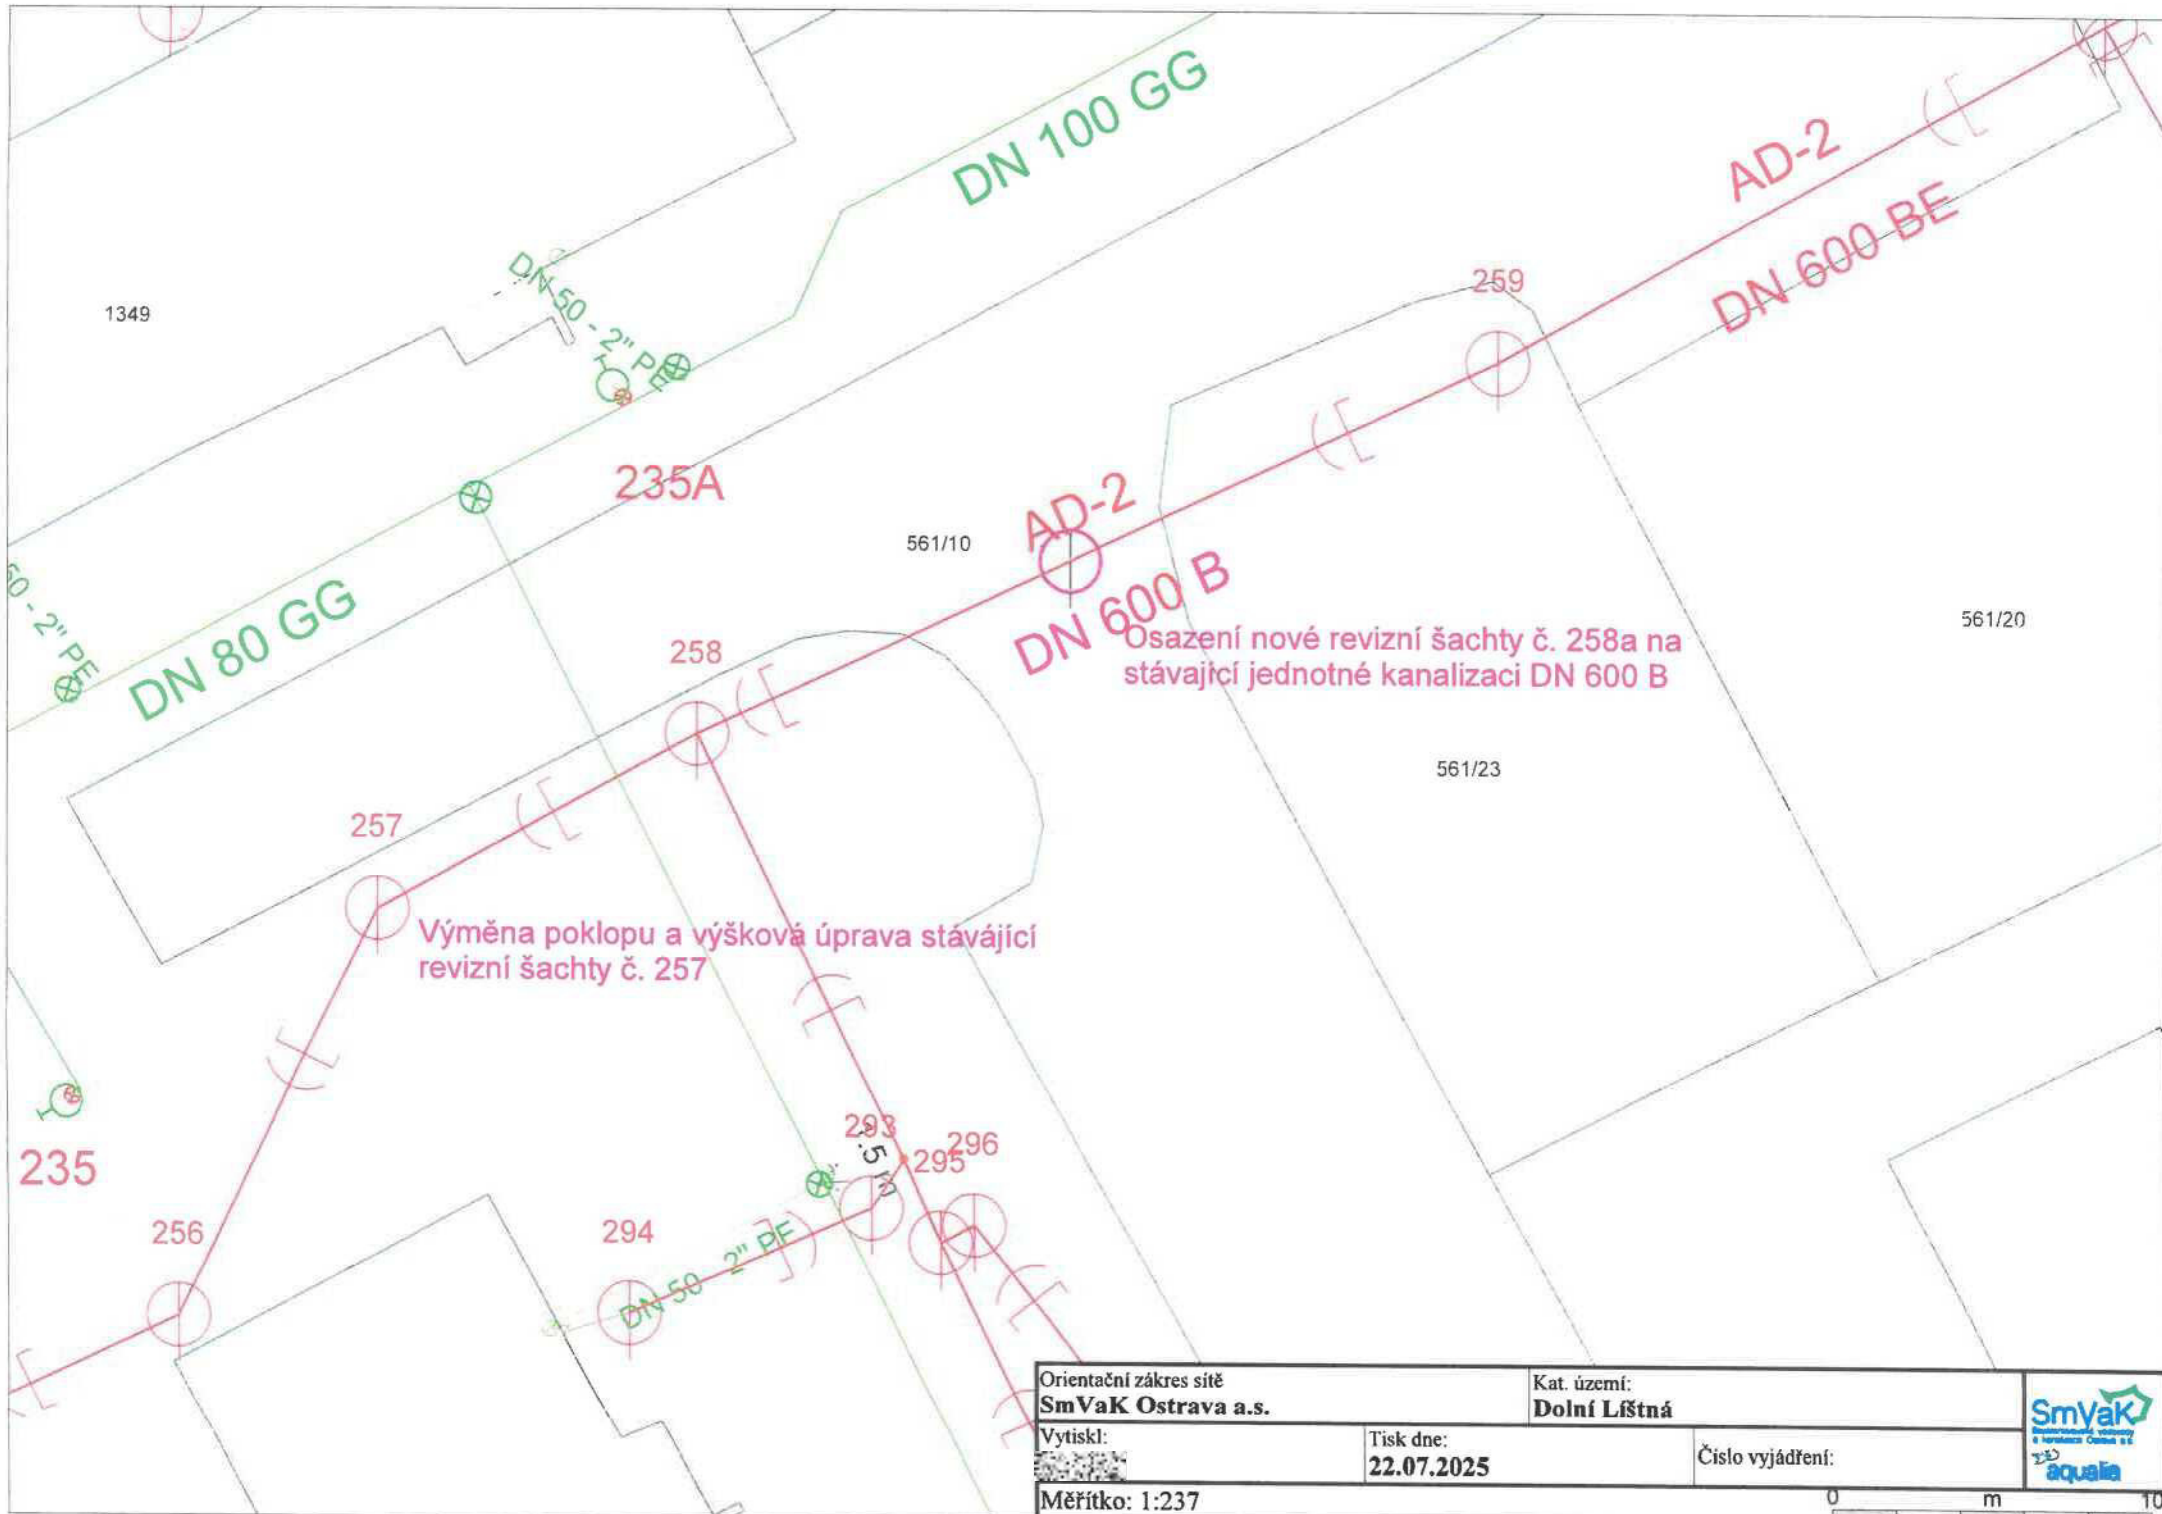 DN 100 GG
AD-2
DN 600 BE
DN 50 - 2" PE
1349
259
235A
561/10
AD-2
DN 600 B
50 - 2" PE
DN 80 GG
258
Osazení nové revizní šachty č. 258a na
stávající jednotné kanalizaci DN 600 B
561/20
561/23
257
Výměna poklopu a výšková úprava stávájící
revizní šachty č. 257
235
256
293
295
296
294
DN 50 2" PE
Orientační zákres sítě
SmVaK Ostrava a.s.
Kat. území:
Dolní Líštná
Vytiskl:
Tisk dne:
22.07.2025
Číslo vyjádření:
Měřítko: 1:237
0 m 10
SmVaK
aqualia